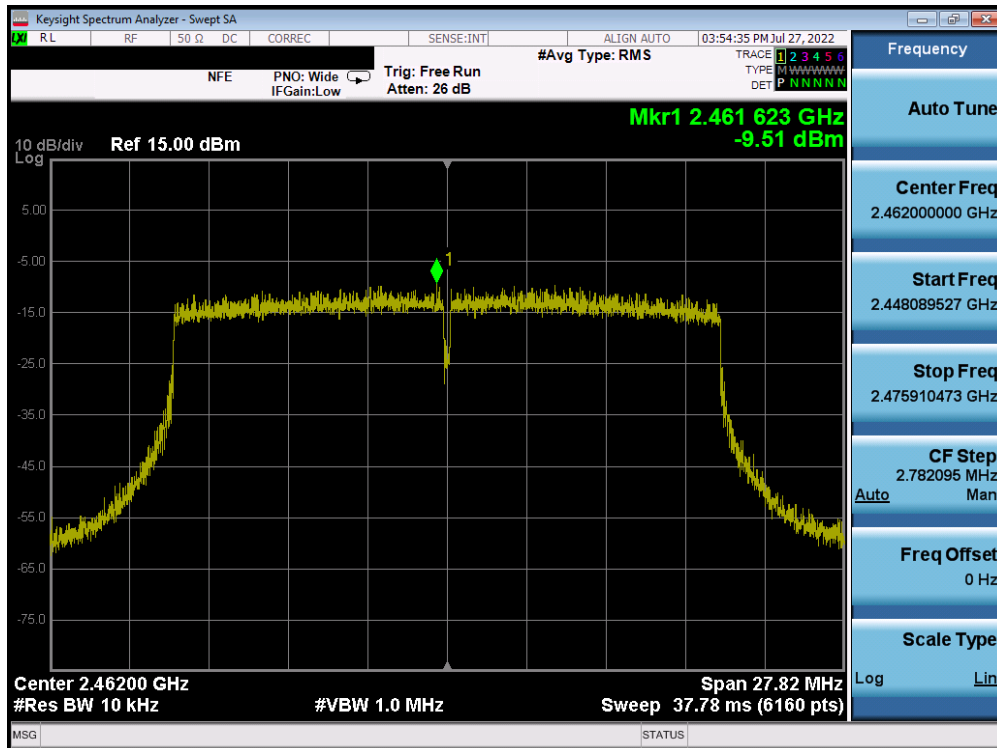 Keysight Spectrum Analyzer - Swept SA
LXI RL RF 50 Ω DC CORREC SENSE:INT ALIGN AUTO 03:54:35 PM Jul 27, 2022
#Avg Type: RMS TRACE 1 2 3 4 5 6
NFE PNO: Wide Trig: Free Run TYPE M WWWWW
IFGain:Low Atten: 26 dB DET P N N N N N
Mkr1 2.461 623 GHz
-9.51 dBm
10 dB/div Ref 15.00 dBm
Log
5.00
-5.00
1
-15.0
-25.0
-35.0
-45.0
-55.0
-65.0
-75.0
Center 2.46200 GHz Span 27.82 MHz
#Res BW 10 kHz #VBW 1.0 MHz Sweep 37.78 ms (6160 pts)
MSG STATUS
Frequency
Auto Tune
Center Freq
2.462000000 GHz
Start Freq
2.448089527 GHz
Stop Freq
2.475910473 GHz
CF Step
2.782095 MHz
Auto Man
Freq Offset
0 Hz
Scale Type
Log Lin